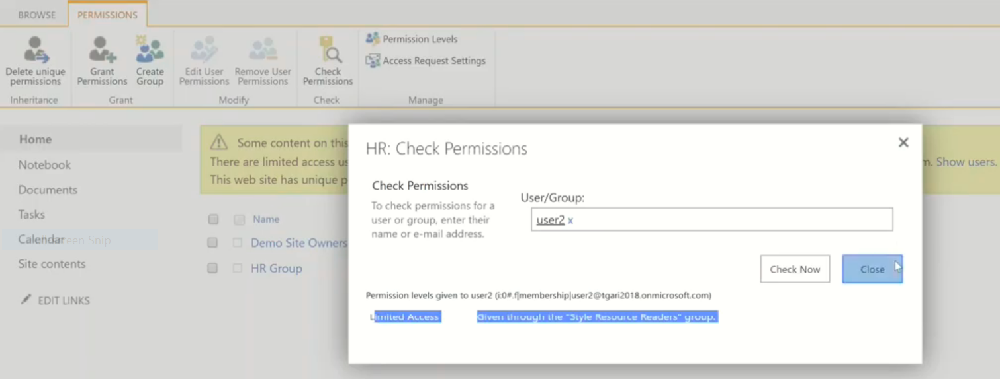 BROWSE PERMISSIONS
Delete unique permissions
Grant Permissions
Create Group
Edit User Permissions
Remove User Permissions
Check Permissions
Permission Levels
Access Request Settings
Inheritance Grant Modify Check Manage
Home
Notebook
Documents
Tasks
Calendar
Snip
Site contents
EDIT LINKS
Some content on this
There are limited access us
This web site has unique p
m. Show users.
Name
Demo Site Owners
HR Group
HR: Check Permissions
Check Permissions
To check permissions for a
user or group, enter their
name or e-mail address.
User/Group:
user2 x
Check Now Close
Permission levels given to user2 (i:0#.f|membership|user2@tgari2018.onmicrosoft.com)
Limited Access Given through the "Style Resource Readers" group.